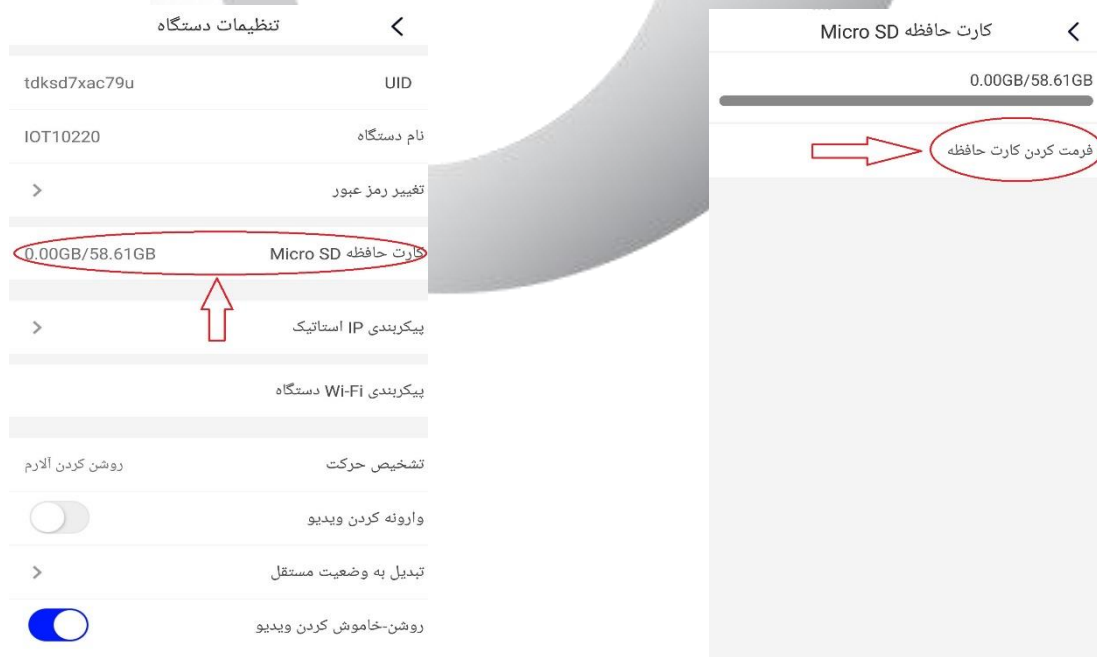 تنظیمات دستگاه
UID tdksd7xac79u
نام دستگاه IOT10220
تغییر رمز عبور
کارت حافظه Micro SD 0.00GB/58.61GB
پیکربندی IP استاتیک
پیکربندی Wi-Fi دستگاه
تشخیص حرکت روشن کردن آلارم
وارونه کردن ویدیو
تبدیل به وضعیت مستقل
روشن-خاموش کردن ویدیو
کارت حافظه Micro SD
0.00GB/58.61GB
فرمت کردن کارت حافظه